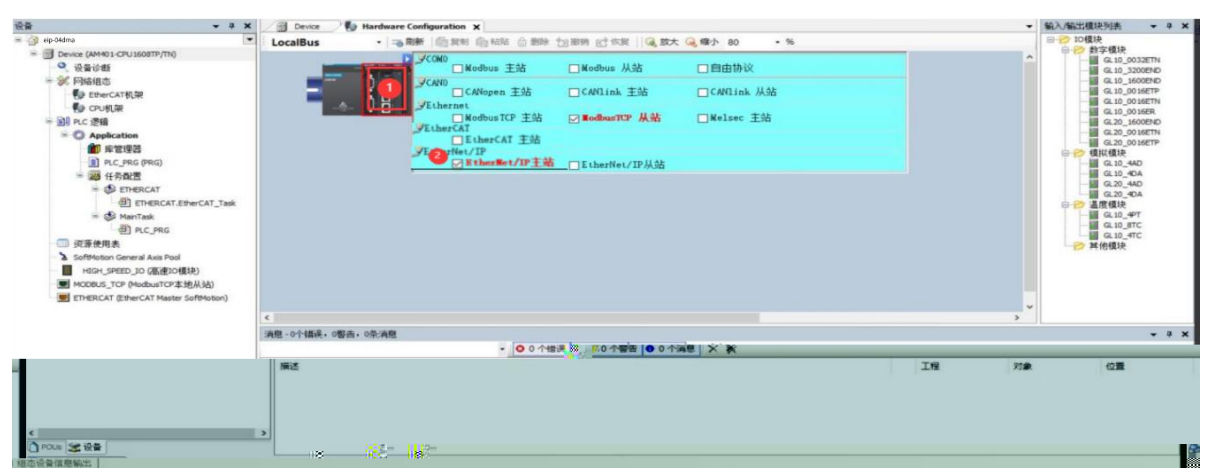 设备
eip-04dma
Device (AM401-CPU1608TP/TN)
设备诊断
网络组态
EtherCAT机架
CPU机架
PLC 逻辑
Application
库管理器
PLC_PRG (PRG)
任务配置
ETHERCAT
ETHERCAT.EtherCAT_Task
MainTask
PLC_PRG
资源使用表
SoftMotion General Axis Pool
HIGH_SPEED_IO (高速IO模块)
MODBUS_TCP (ModbusTCP本地从站)
ETHERCAT (EtherCAT Master SoftMotion)
POUs 设备
组态设备信息输出
Device Hardware Configuration
LocalBus 刷新 复制 粘贴 删除 撤销 恢复 放大 缩小 80 %
1
COM0
Modbus 主站 Modbus 从站 自由协议
CAN0
CANopen 主站 CANlink 主站 CANlink 从站
Ethernet
ModbusTCP 主站 ModbusTCP 从站 Melsec 主站
EtherCAT
EtherCAT 主站
2
EtherNet/IP主站 EtherNet/IP从站
消息 - 0个错误, 0警告, 0条消息
0 个错误 0 个警告 0 个消息
描述 工程 对象 位置
输入/输出模块列表
IO模块
数字模块
GL10_0032ETN
GL10_3200END
GL10_1600END
GL10_0016ETP
GL10_0016ETN
GL10_0016ER
GL20_1600END
GL20_0016ETN
GL20_0016ETP
模拟模块
GL10_4AD
GL10_4DA
GL20_4AD
GL20_4DA
温度模块
GL10_4PT
GL10_8TC
GL10_4TC
其他模块